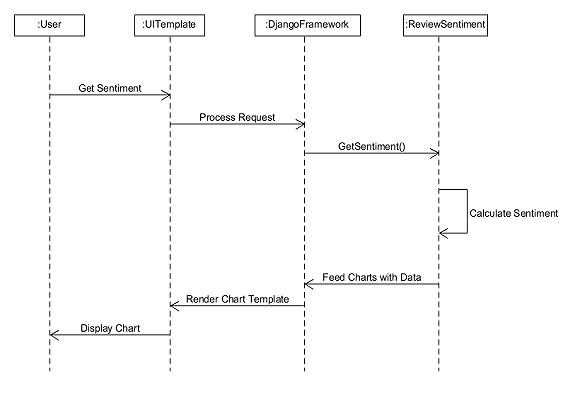 :User
:UITemplate
:DjangoFramework
:ReviewSentiment
Get Sentiment
Process Request
GetSentiment()
Calculate Sentiment
Feed Charts with Data
Render Chart Template
Display Chart